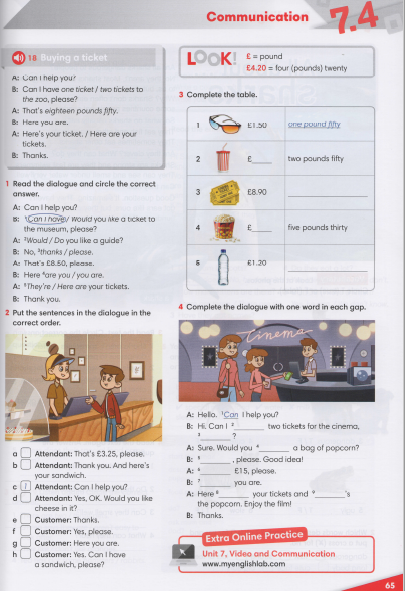 Communication 7.4
18 Buying a ticket
A: Can I help you?
B: Can I have one ticket / two tickets to
the zoo, please?
A: That's eighteen pounds fifty.
B: Here you are.
A: Here's your ticket. / Here are your
tickets.
B: Thanks.
1 Read the dialogue and circle the correct
answer.
A: Can I help you?
B: ¹Can I have / Would you like a ticket to
the museum, please?
A: ²Would / Do you like a guide?
B: No, ³thanks / please.
A: That's £8.50, please.
B: Here ⁴are you / you are.
A: ⁵They're / Here are your tickets.
B: Thank you.
2 Put the sentences in the dialogue in the
correct order.
a Attendant: That's £3.25, please.
b Attendant: Thank you. And here's
your sandwich.
c 1 Attendant: Can I help you?
d Attendant: Yes, OK. Would you like
cheese in it?
e Customer: Thanks.
f Customer: Yes, please.
g Customer: Here you are.
h Customer: Yes. Can I have
a sandwich, please?
LOOK!
£ = pound
£4.20 = four (pounds) twenty
3 Complete the table.
1 £1.50 one pound fifty
2 £____ two pounds fifty
3 £8.90 ____
4 £____ five pounds thirty
5 £1.20 ____
4 Complete the dialogue with one word in each gap.
Cinema
A: Hello. ¹Can I help you?
B: Hi. Can I ²____ two tickets for the cinema,
³____ ?
A: Sure. Would you ⁴____ a bag of popcorn?
B: ⁵____ , please. Good idea!
A: ⁶____ £15, please.
B: ⁷____ you are.
A: Here ⁸____ your tickets and ⁹____ 's
the popcorn. Enjoy the film!
B: Thanks.
Extra Online Practice
Unit 7, Video and Communication
www.myenglishlab.com
65